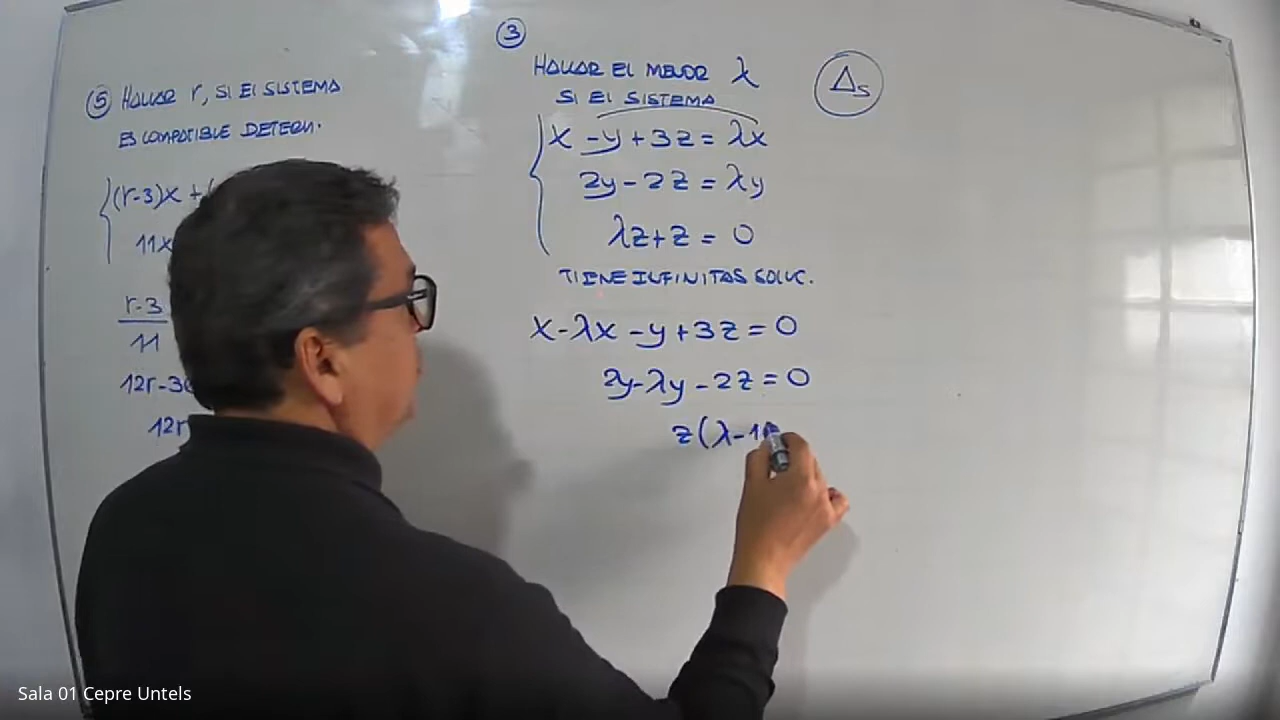 5 HALLAR r, SI EL SISTEMA
ES COMPATIBLE DETERM.
(r-3)x +
11x
r-3
11
12r-3
12r
3
HALLAR EL MENOR λ
SI EL SISTEMA
x - y + 3z = λx
2y - 2z = λy
λz + z = 0
TIENE INFINITAS SOLUC.
x - λx - y + 3z = 0
2y - λy - 2z = 0
z(λ-1
Δs
Sala 01 Cepre Untels